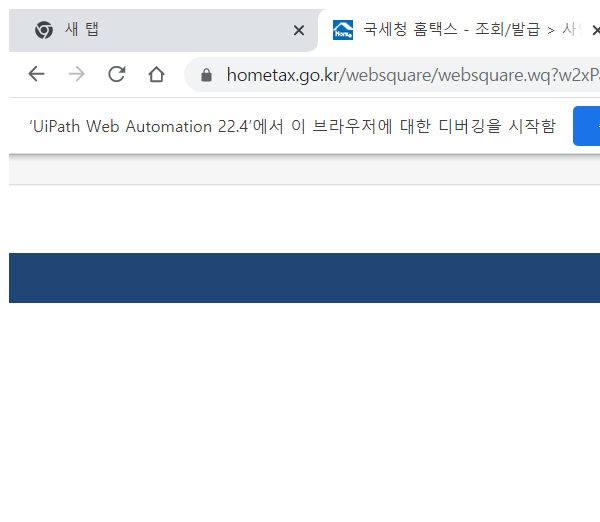 새 탭
국세청 홈택스 - 조회/발급 >
hometax.go.kr/websquare/websquare.wq?w2xP
'UiPath Web Automation 22.4'에서 이 브라우저에 대한 디버깅을 시작함